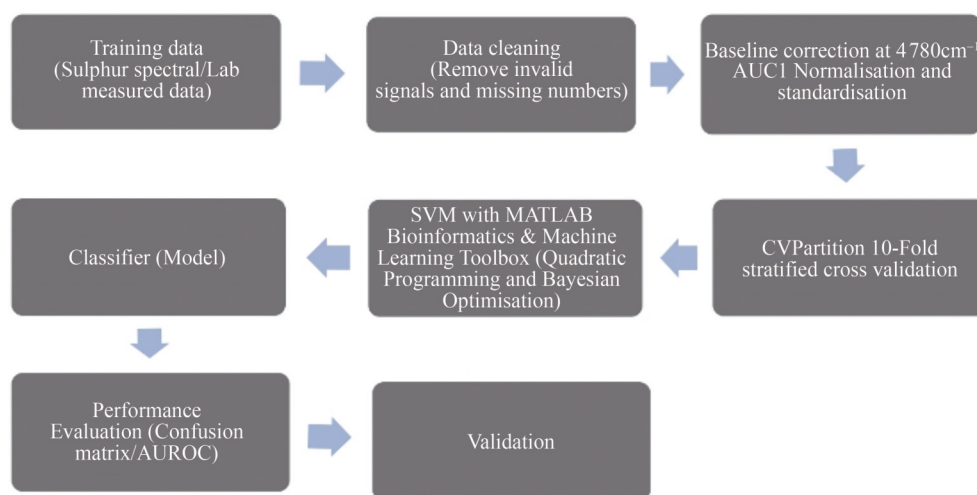 Training data
(Sulphur spectral/Lab
measured data)
Data cleaning
(Remove invalid
signals and missing numbers)
Baseline correction at 4 780cm⁻¹
AUC1 Normalisation and
standardisation
CVPartition 10-Fold
stratified cross validation
SVM with MATLAB
Bioinformatics & Machine
Learning Toolbox (Quadratic
Programming and Bayesian
Optimisation)
Classifier (Model)
Performance
Evaluation (Confusion
matrix/AUROC)
Validation